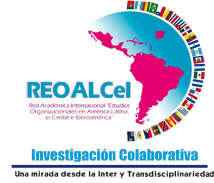 REOALCel
Red Académica Internacional "Estudios
Organizacionales en América Latina,
el Caribe e Iberoamérica"
Investigación Colaborativa
Una mirada desde la Inter y Transdisciplinariedad